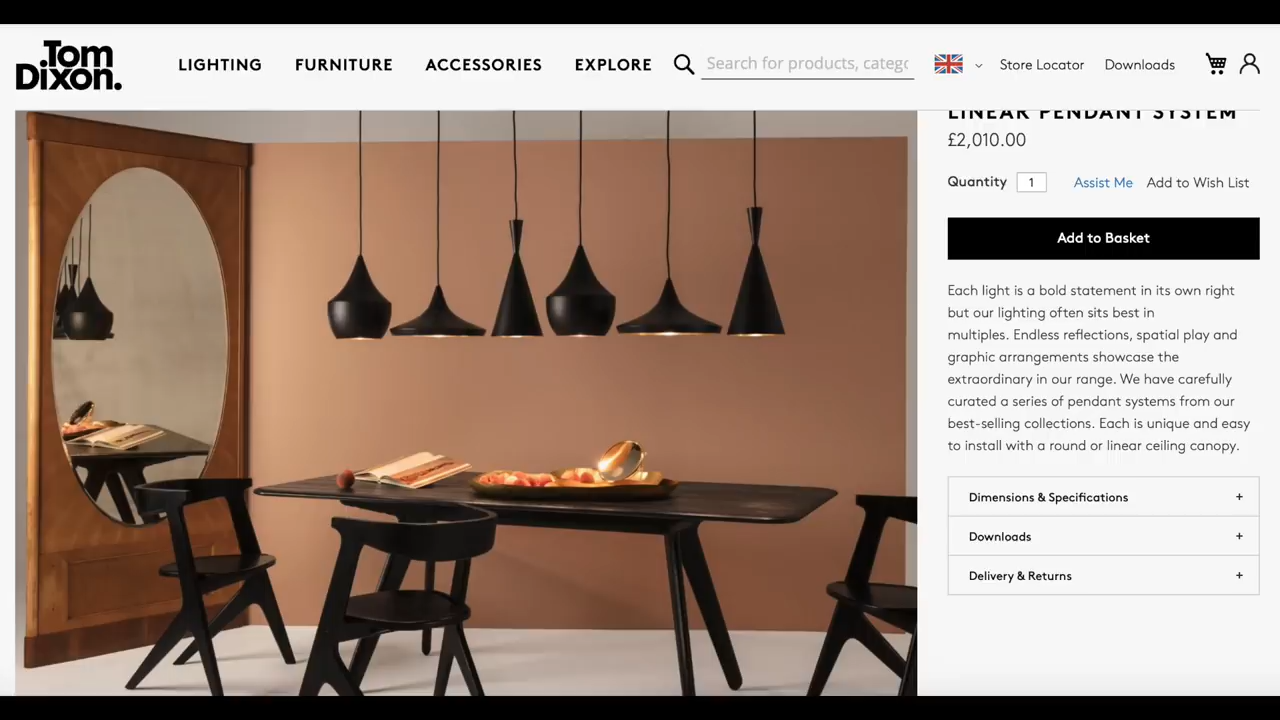 Tom
Dixon.
LIGHTING FURNITURE ACCESSORIES EXPLORE Search for products, catego Store Locator Downloads
LINEAR PENDANT SYSTEM
£2,010.00
Quantity 1 Assist Me Add to Wish List
Add to Basket
Each light is a bold statement in its own right
but our lighting often sits best in
multiples. Endless reflections, spatial play and
graphic arrangements showcase the
extraordinary in our range. We have carefully
curated a series of pendant systems from our
best-selling collections. Each is unique and easy
to install with a round or linear ceiling canopy.
Dimensions & Specifications +
Downloads +
Delivery & Returns +